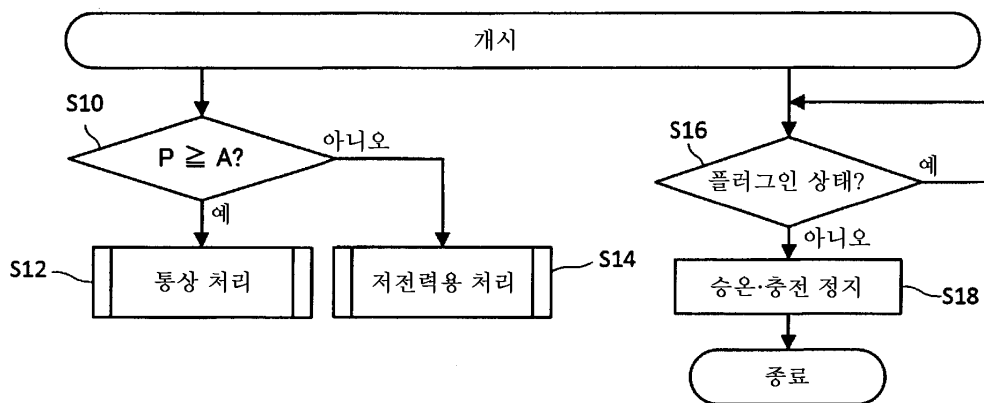 개시
S10
P ≧ A?
아니오
예
S12
통상 처리
저전력용 처리
S14
S16
플러그인 상태?
예
아니오
승온·충전 정지
S18
종료